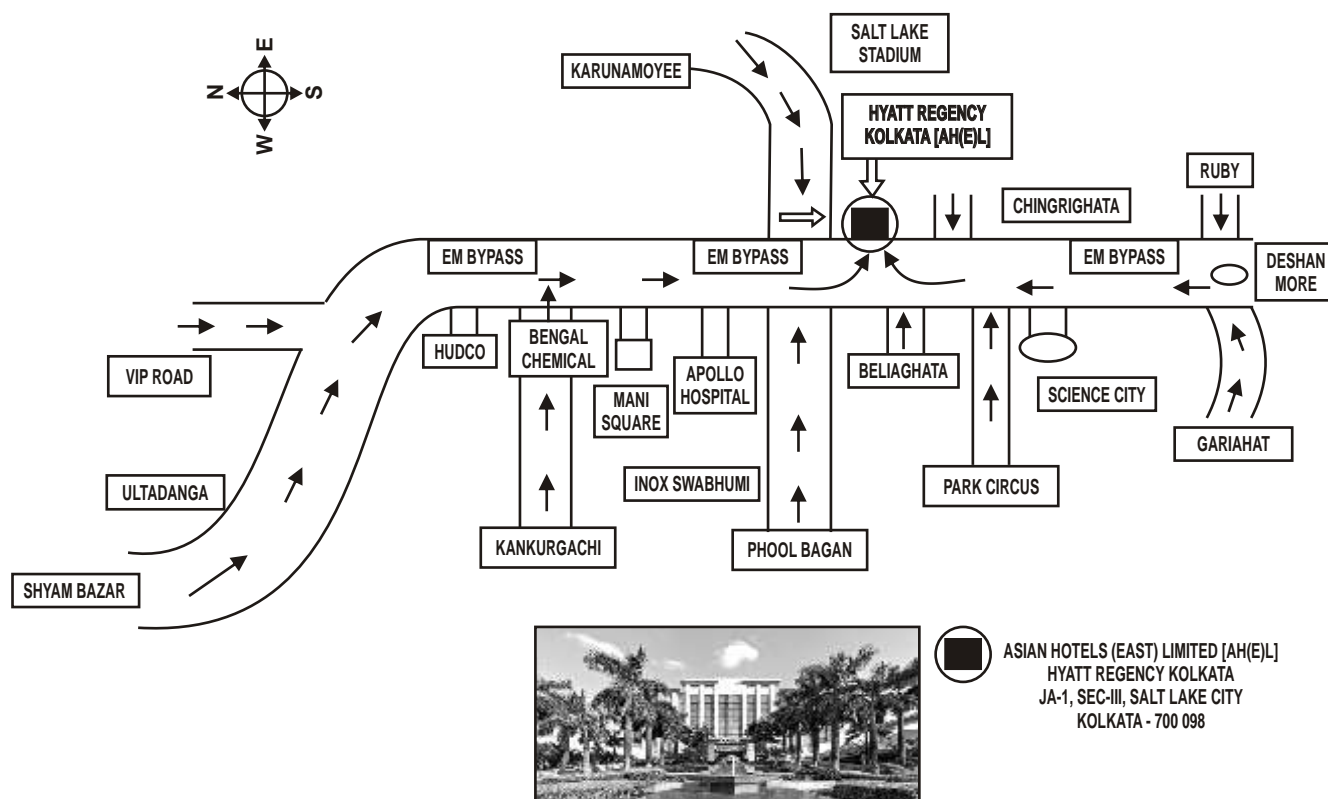 SALT LAKE
STADIUM
KARUNAMOYEE
E
N
S
W
HYATT REGENCY
KOLKATA [AH(E)L]
RUBY
CHINGRIGHATA
EM BYPASS
EM BYPASS
EM BYPASS
DESHAN
MORE
HUDCO
BENGAL
CHEMICAL
VIP ROAD
MANI
SQUARE
APOLLO
HOSPITAL
BELIAGHATA
SCIENCE CITY
GARIAHAT
ULTADANGA
INOX SWABHUMI
PARK CIRCUS
KANKURGACHI
PHOOL BAGAN
SHYAM BAZAR
ASIAN HOTELS (EAST) LIMITED [AH(E)L]
HYATT REGENCY KOLKATA
JA-1, SEC-III, SALT LAKE CITY
KOLKATA - 700 098